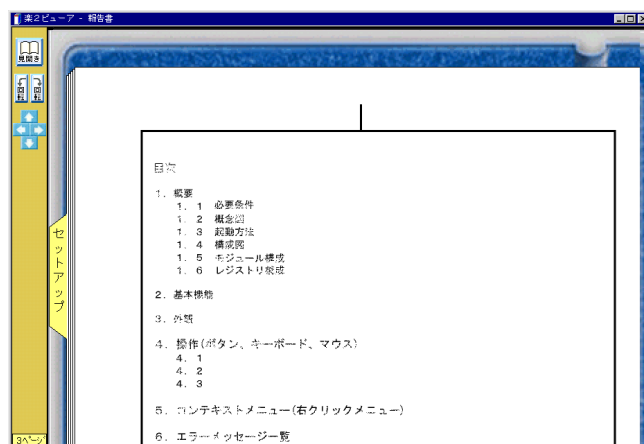 楽2ビューア - 報告書
見開き
回転
回転
セットアップ
3ページ
目次
1. 概要
1. 1 必要条件
1. 2 概念図
1. 3 起動方法
1. 4 構成図
1. 5 モジュール構成
1. 6 レジストリ構成
2. 基本機能
3. 外観
4. 操作(ボタン、キーボード、マウス)
4. 1
4. 2
4. 3
5. コンテキストメニュー(右クリックメニュー)
6. エラーメッセージ一覧